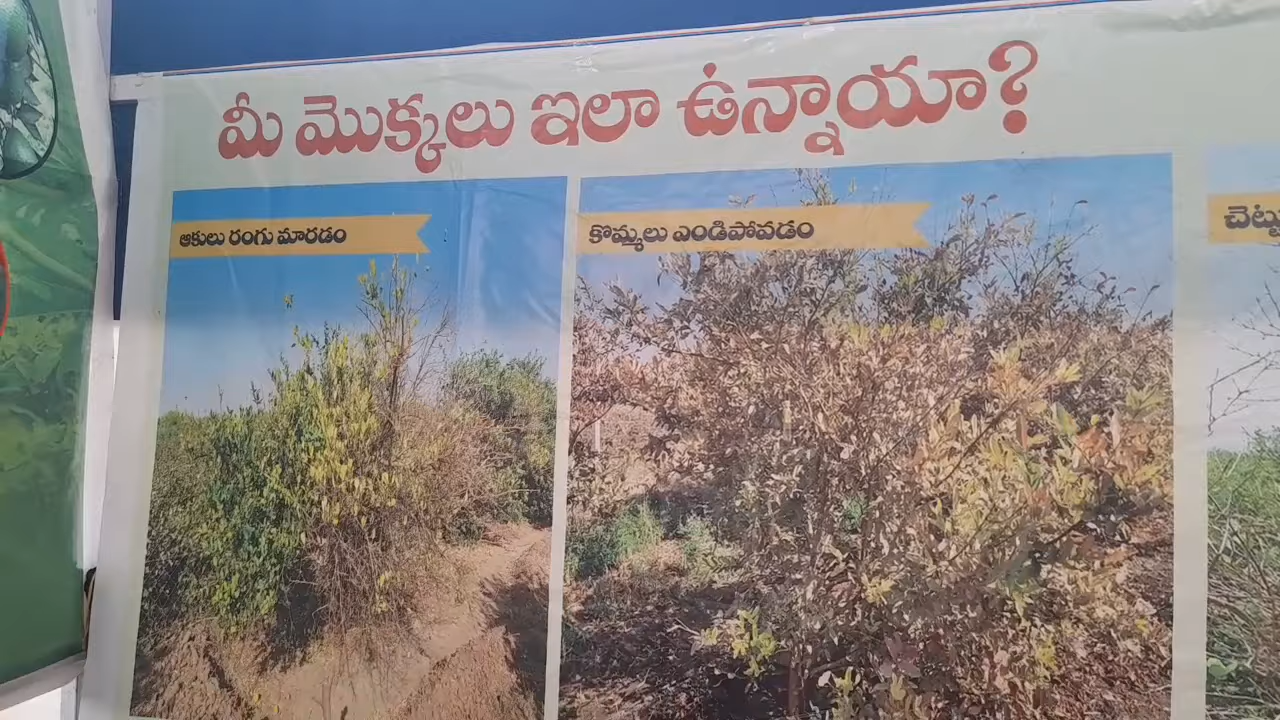 మీ మొక్కలు ఇలా ఉన్నాయా?
ఆకులు రంగు మారడం
కొమ్మలు ఎండిపోవడం